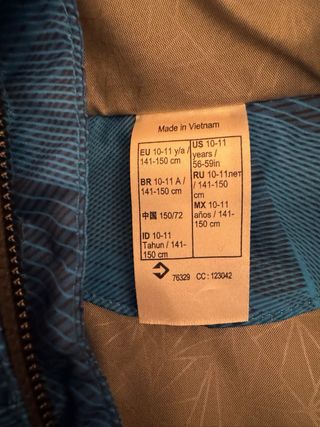 Made in Vietnam
EU 10-11 y/a /
141-150 cm
BR 10-11 A /
141-150 cm
中国 150/72
ID 10-11
Tahun / 141-
150 cm
US 10-11
years /
56-59in
RU 10-11лет
/ 141-150
cm
MX 10-11
años / 141-
150 cm
76329 CC : 123042